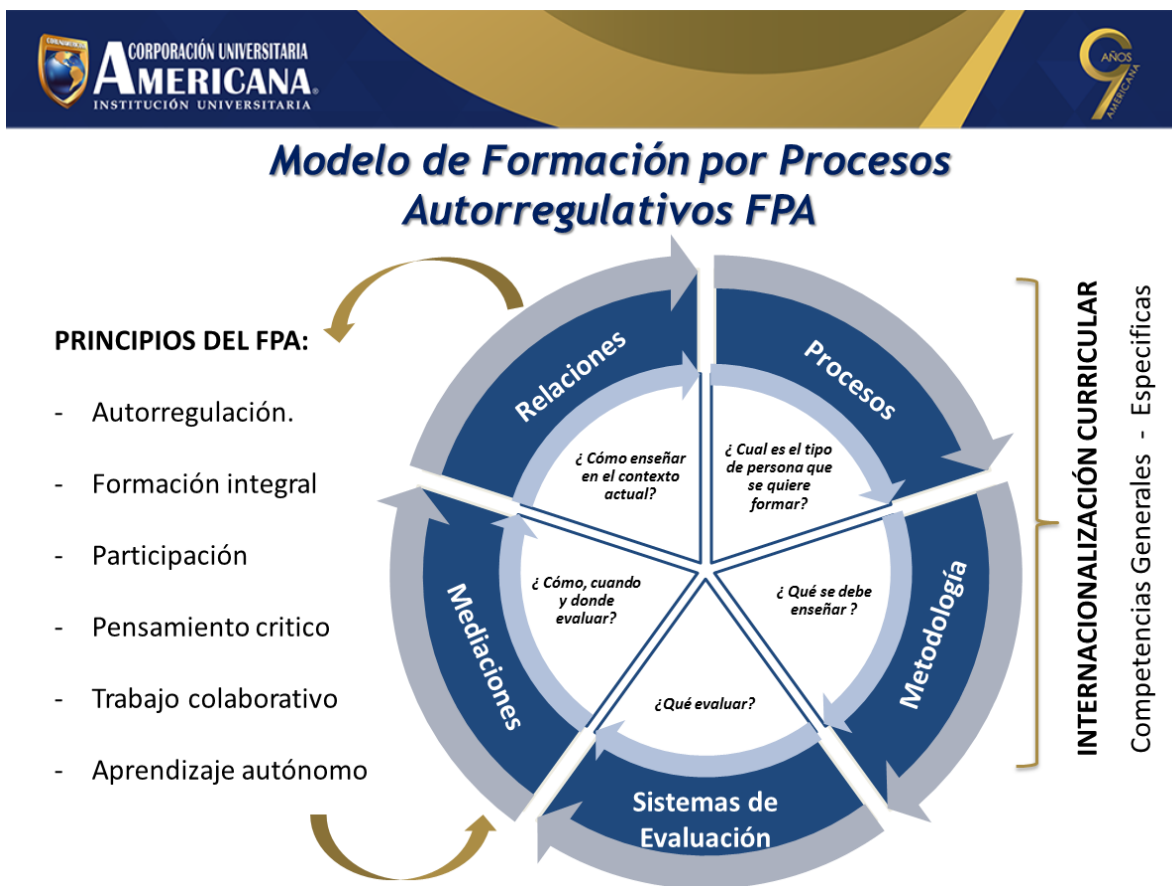 COMUNIAMERICANA
CORPORACIÓN UNIVERSITARIA
AMERICANA®
INSTITUCIÓN UNIVERSITARIA
9
AÑOS
AMERICANA
Modelo de Formación por Procesos
Autorregulativos FPA
PRINCIPIOS DEL FPA:
- Autorregulación.
- Formación integral
- Participación
- Pensamiento critico
- Trabajo colaborativo
- Aprendizaje autónomo
Relaciones
¿ Cómo enseñar
en el contexto
actual?
Procesos
¿ Cual es el tipo
de persona que
se quiere
formar?
Metodología
¿ Qué se debe
enseñar ?
Sistemas de
Evaluación
¿Qué evaluar?
Mediaciones
¿ Cómo, cuando
y donde
evaluar?
INTERNACIONALIZACIÓN CURRICULAR
Competencias Generales - Especificas